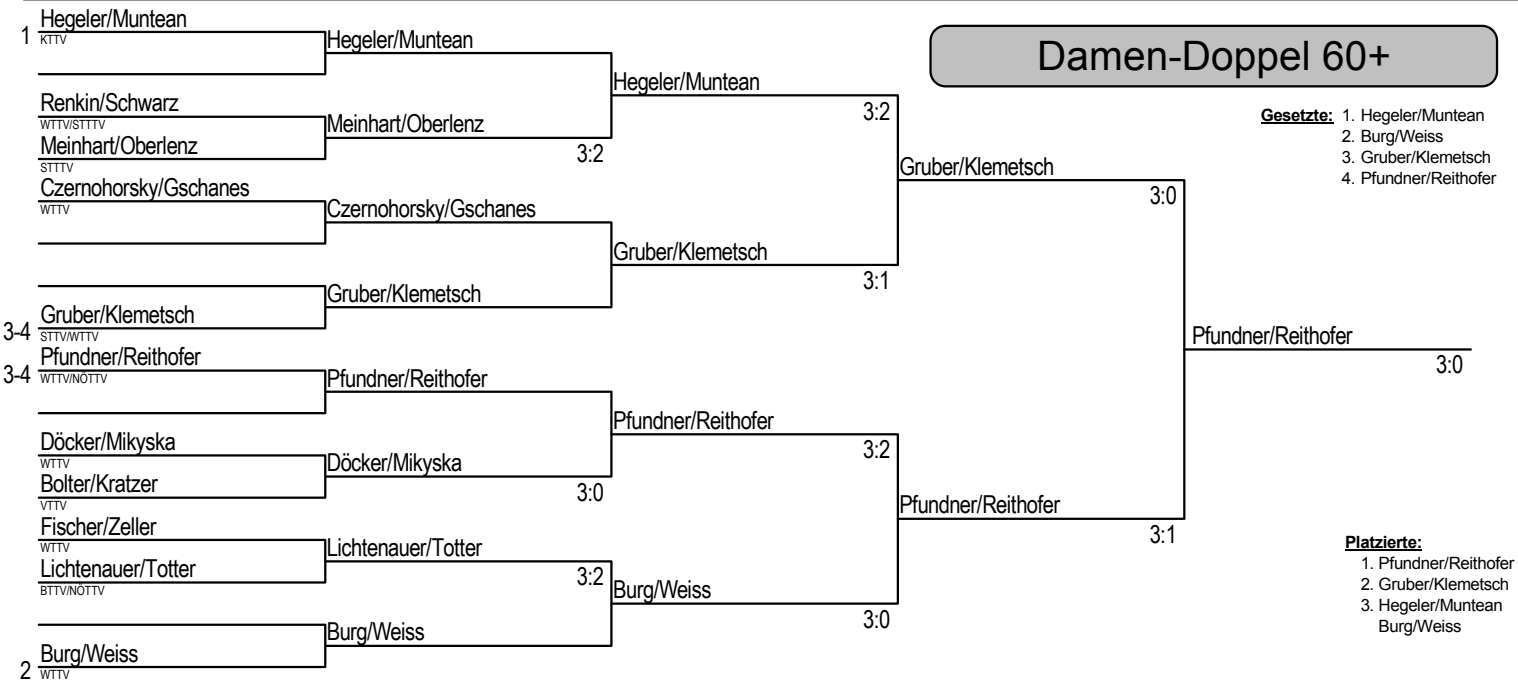 Damen-Doppel 60+
Gesetzte: 1. Hegeler/Muntean
2. Burg/Weiss
3. Gruber/Klemetsch
4. Pfundner/Reithofer
1 Hegeler/Muntean
KTTV
Renkin/Schwarz
WTTV/STTTV
Meinhart/Oberlenz
STTTV
Czernohorsky/Gschanes
WTTV
3-4 Gruber/Klemetsch
STTV/WTTV
3-4 Pfundner/Reithofer
WTTV/NÖTTV
Döcker/Mikyska
WTTV
Bolter/Kratzer
VTTV
Fischer/Zeller
WTTV
Lichtenauer/Totter
BTTV/NÖTTV
2 Burg/Weiss
WTTV
Hegeler/Muntean
Meinhart/Oberlenz
3:2
Czernohorsky/Gschanes
Gruber/Klemetsch
Pfundner/Reithofer
Döcker/Mikyska
3:0
Lichtenauer/Totter
3:2
Burg/Weiss
Hegeler/Muntean
3:2
Gruber/Klemetsch
3:1
Pfundner/Reithofer
3:2
Burg/Weiss
3:0
Gruber/Klemetsch
3:0
Pfundner/Reithofer
3:1
Pfundner/Reithofer
3:0
Platzierte:
1. Pfundner/Reithofer
2. Gruber/Klemetsch
3. Hegeler/Muntean
Burg/Weiss